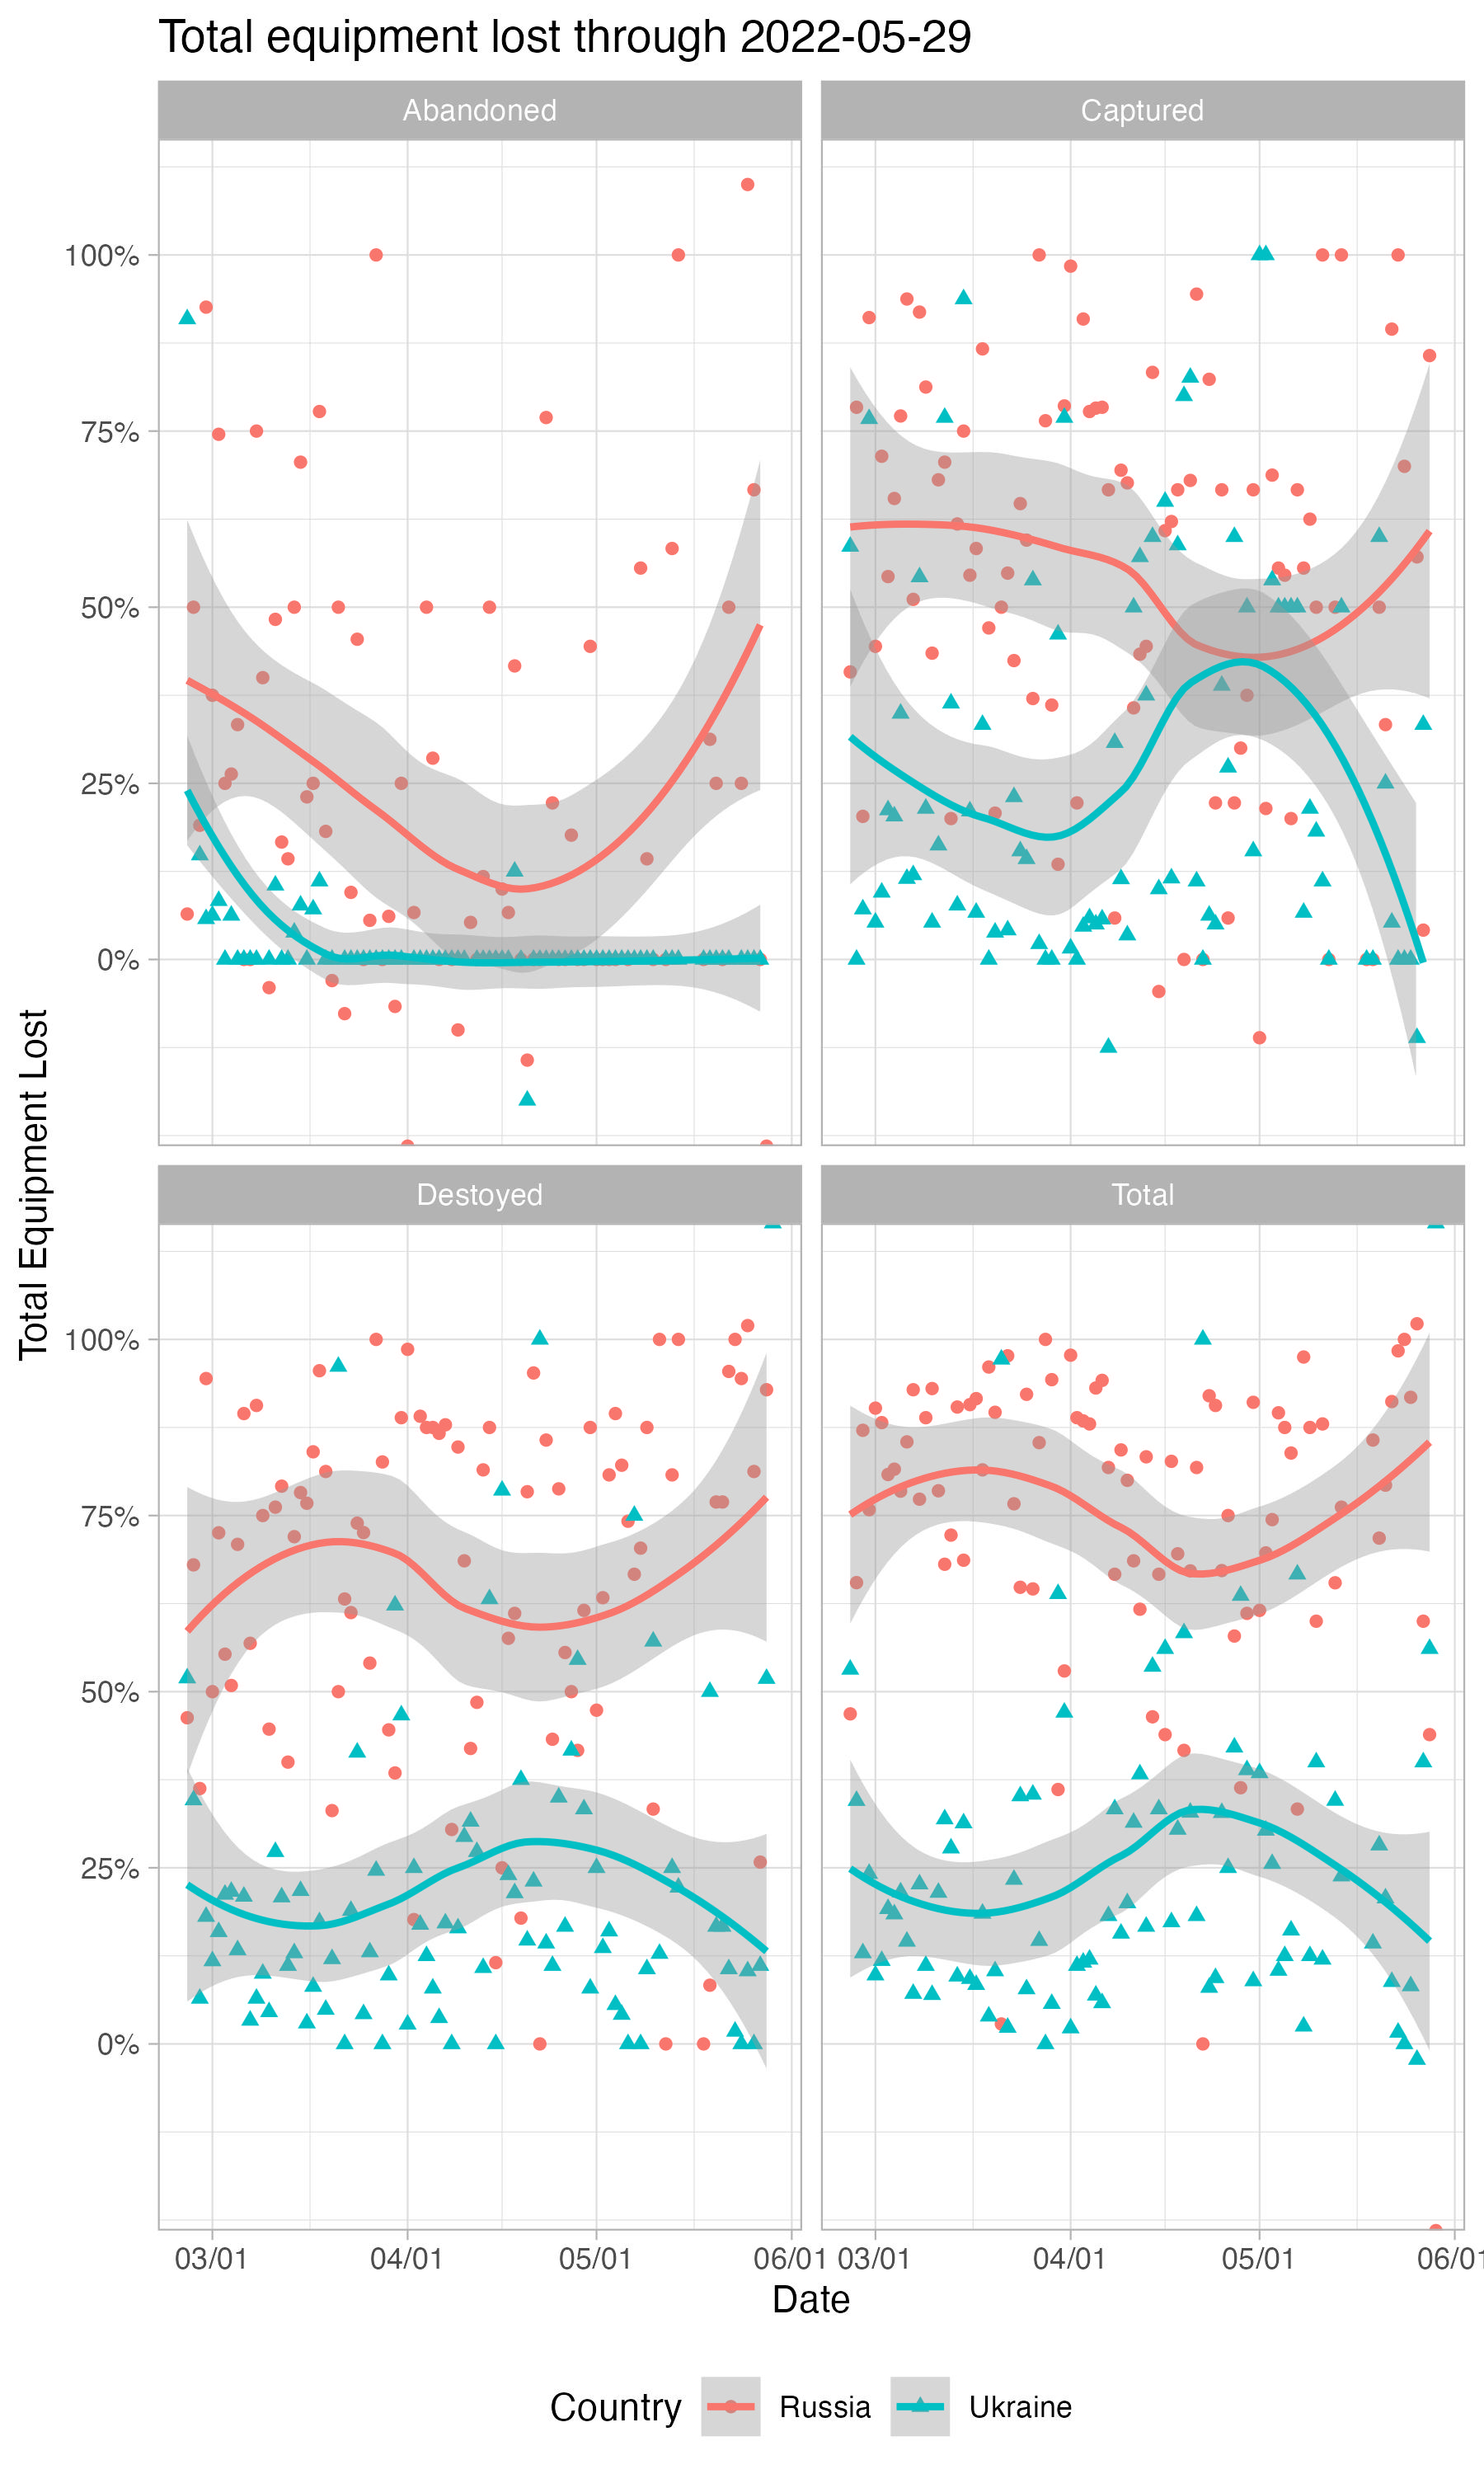 Total equipment lost through 2022-05-29
Abandoned
Captured
100%
75%
50%
25%
0%
Destoyed
Total
100%
75%
50%
25%
0%
Total Equipment Lost
03/01
04/01
05/01
06/01
03/01
04/01
05/01
06/01
Date
Country
Russia
Ukraine